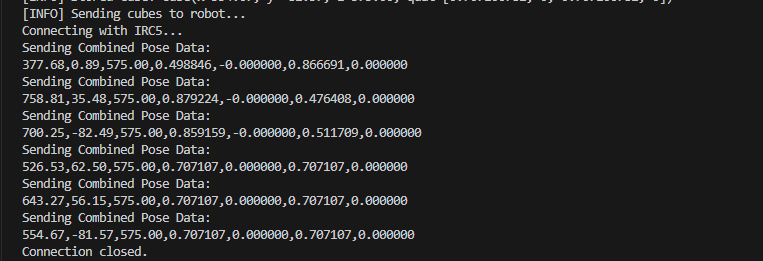 [INFO] Sending cubes to robot...
Connecting with IRC5...
Sending Combined Pose Data:
377.68,0.89,575.00,0.498846,-0.000000,0.866691,0.000000
Sending Combined Pose Data:
758.81,35.48,575.00,0.879224,-0.000000,0.476408,0.000000
Sending Combined Pose Data:
700.25,-82.49,575.00,0.859159,-0.000000,0.511709,0.000000
Sending Combined Pose Data:
526.53,62.50,575.00,0.707107,0.000000,0.707107,0.000000
Sending Combined Pose Data:
643.27,56.15,575.00,0.707107,0.000000,0.707107,0.000000
Sending Combined Pose Data:
554.67,-81.57,575.00,0.707107,0.000000,0.707107,0.000000
Connection closed.